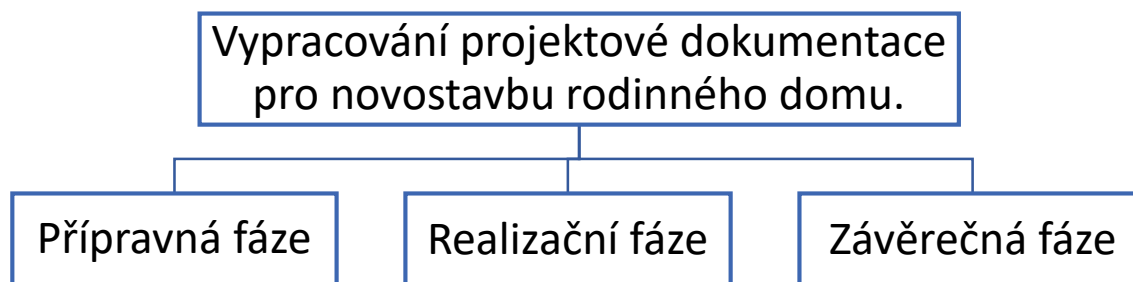 Vypracování projektové dokumentace
pro novostavbu rodinného domu.
Přípravná fáze
Realizační fáze
Závěrečná fáze